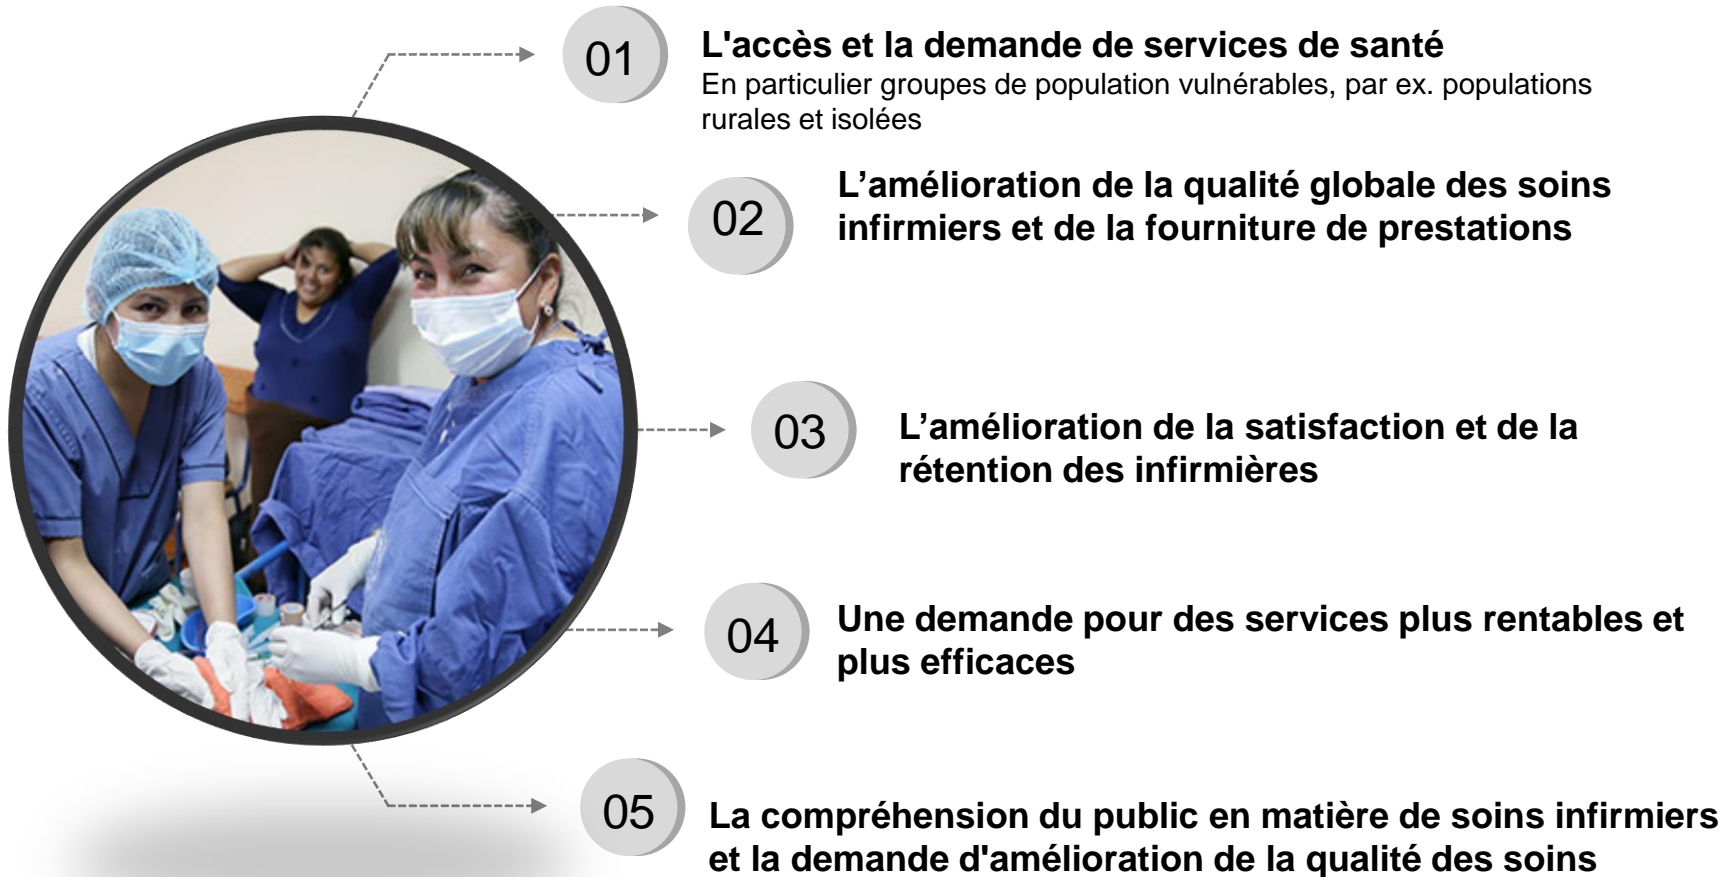 01
L'accès et la demande de services de santé
En particulier groupes de population vulnérables, par ex. populations
rurales et isolées
02
L’amélioration de la qualité globale des soins
infirmiers et de la fourniture de prestations
03
L’amélioration de la satisfaction et de la
rétention des infirmières
04
Une demande pour des services plus rentables et
plus efficaces
05
La compréhension du public en matière de soins infirmiers
et la demande d'amélioration de la qualité des soins